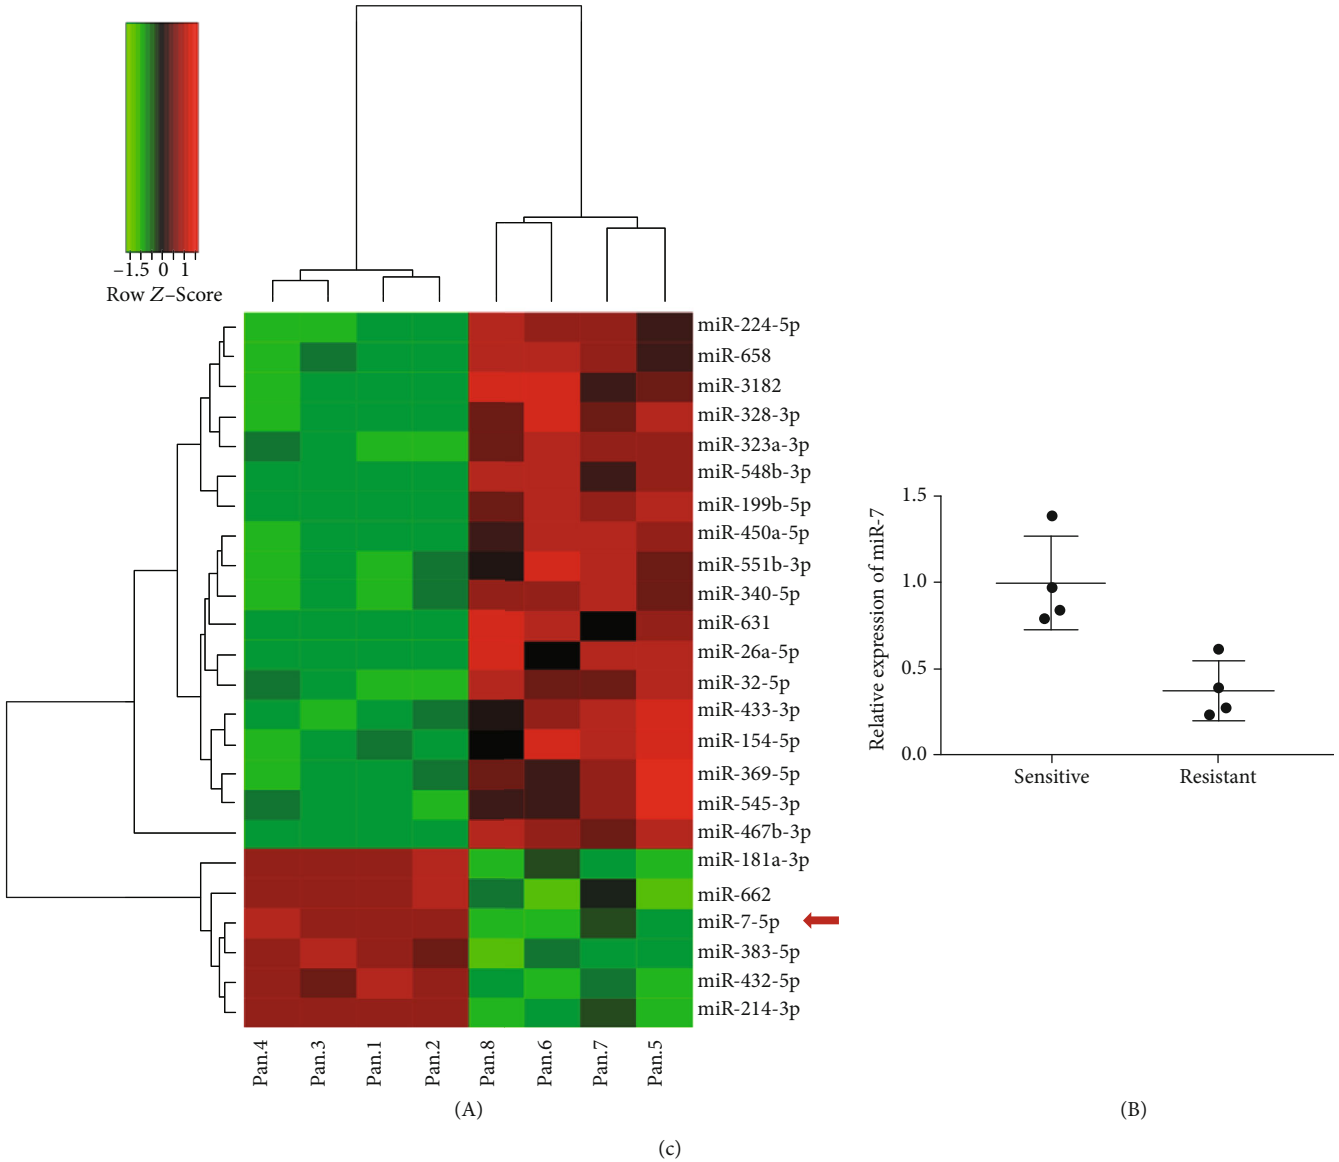 –1.5 0 1
Row Z–Score
miR-224-5p
miR-658
miR-3182
miR-328-3p
miR-323a-3p
miR-548b-3p
miR-199b-5p
miR-450a-5p
miR-551b-3p
miR-340-5p
miR-631
miR-26a-5p
miR-32-5p
miR-433-3p
miR-154-5p
miR-369-5p
miR-545-3p
miR-467b-3p
miR-181a-3p
miR-662
miR-7-5p
miR-383-5p
miR-432-5p
miR-214-3p
Pan.4 Pan.3 Pan.1 Pan.2 Pan.8 Pan.6 Pan.7 Pan.5
(A)
Relative expression of miR-7
1.5
1.0
0.5
0.0
Sensitive Resistant
(B)
(c)